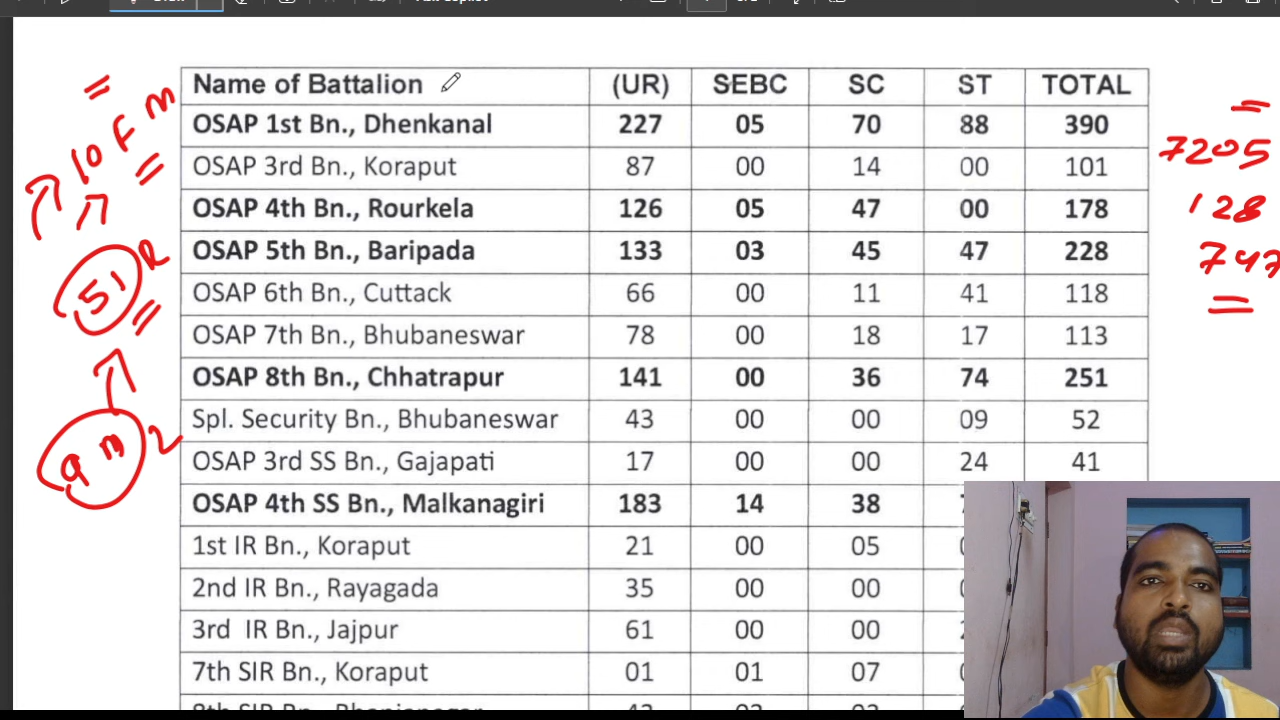 Name of Battalion (UR) SEBC SC ST TOTAL
OSAP 1st Bn., Dhenkanal 227 05 70 88 390
OSAP 3rd Bn., Koraput 87 00 14 00 101
OSAP 4th Bn., Rourkela 126 05 47 00 178
OSAP 5th Bn., Baripada 133 03 45 47 228
OSAP 6th Bn., Cuttack 66 00 11 41 118
OSAP 7th Bn., Bhubaneswar 78 00 18 17 113
OSAP 8th Bn., Chhatrapur 141 00 36 74 251
Spl. Security Bn., Bhubaneswar 43 00 00 09 52
OSAP 3rd SS Bn., Gajapati 17 00 00 24 41
OSAP 4th SS Bn., Malkanagiri 183 14 38
1st IR Bn., Koraput 21 00 05
2nd IR Bn., Rayagada 35 00 00
3rd IR Bn., Jajpur 61 00 00
7th SIR Bn., Koraput 01 01 07
10 F m
51 R
9 m 2
7205
128
747